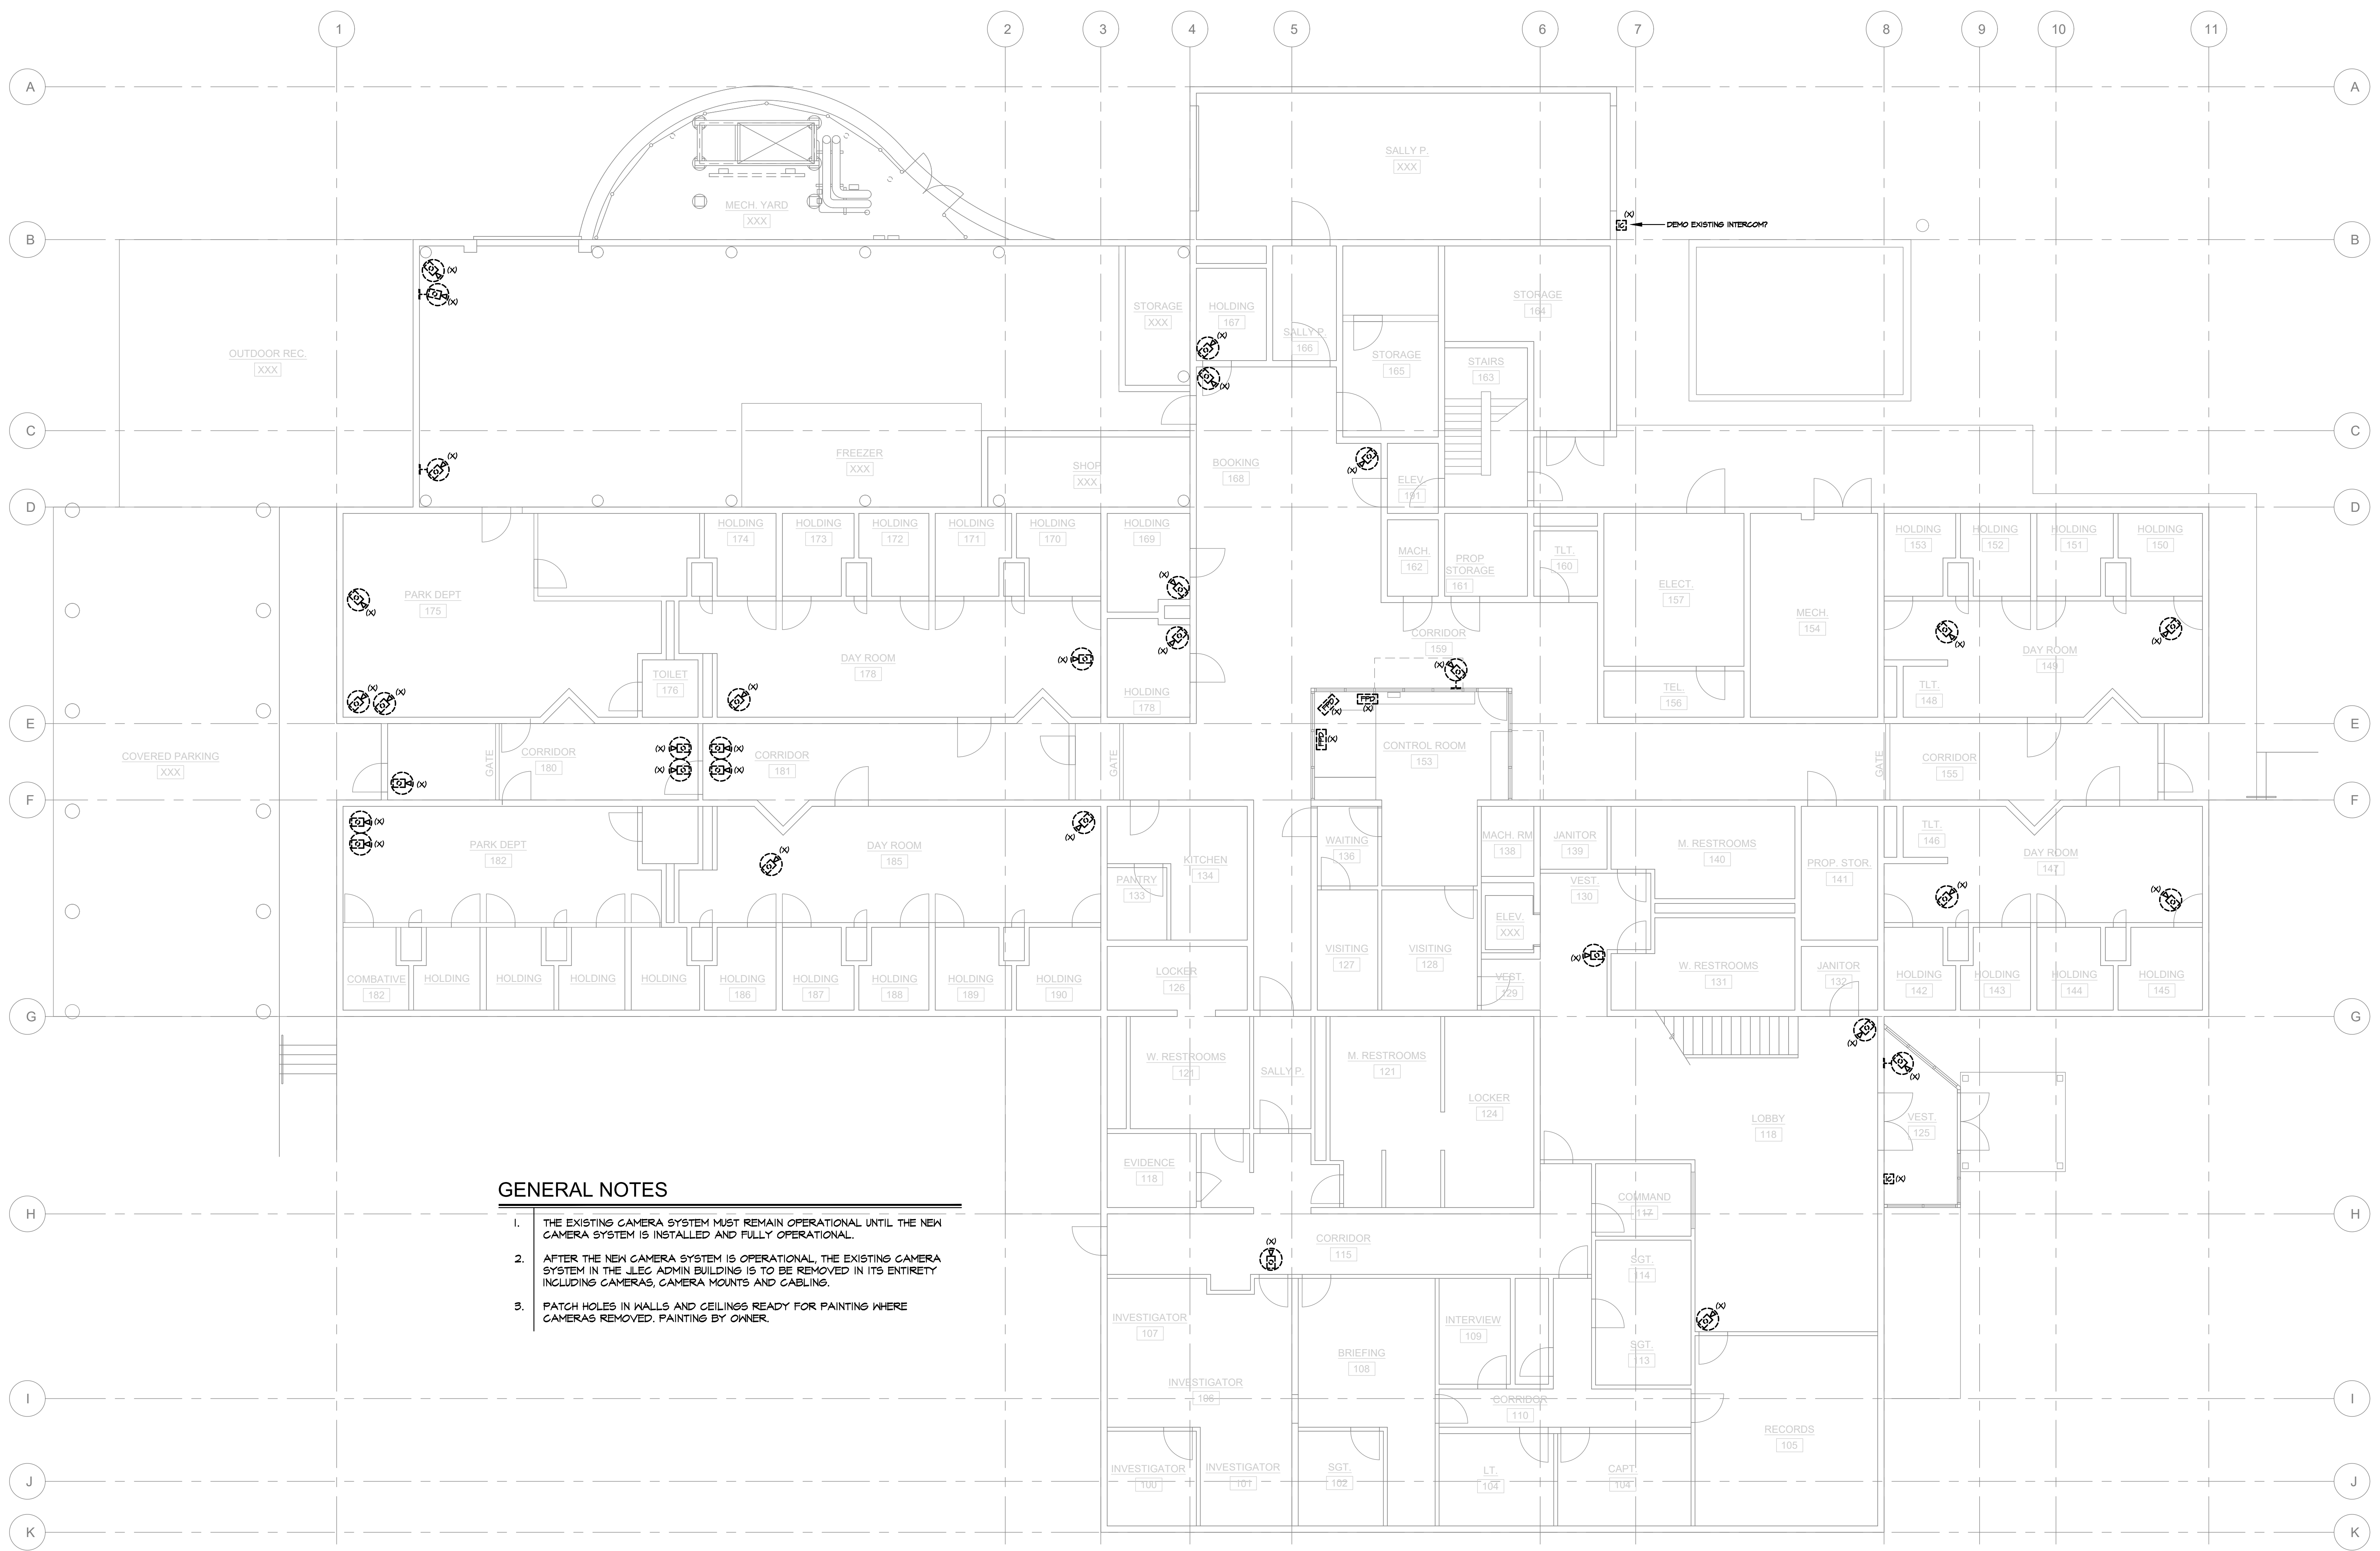 1 2 3 4 5 6 7 8 9 10 11
A A
SALLY P.
XXX
MECH. YARD
XXX
(X)
DEMO EXISTING INTERCOM?
B B
(X)
(X)
STORAGE
XXX
HOLDING
167
SALLY P.
166
STORAGE
164
OUTDOOR REC.
XXX
(X)
STORAGE
165
STAIRS
163
(X)
C C
(X)
FREEZER
XXX
SHOP
XXX
BOOKING
168
(X)
ELEV.
191
D D
HOLDING
174
HOLDING
173
HOLDING
172
HOLDING
171
HOLDING
170
HOLDING
169
MACH.
162
PROP
STORAGE
161
TLT.
160
HOLDING
153
HOLDING
152
HOLDING
151
HOLDING
150
PARK DEPT
175
(X)
(X)
ELECT.
157
MECH.
154
CORRIDOR
159
(X)
(X)
(X)
DAY ROOM
178
(X)
(X)
DAY ROOM
149
TOILET
176
(X)
(X)
(X)
HOLDING
178
FPD
(X)
FPD
(X)
TEL.
156
TLT.
148
E E
COVERED PARKING
XXX
GATE
CORRIDOR
180
(X)
(X)
(X)
(X)
CORRIDOR
181
GATE
FPD
(X)
CONTROL ROOM
153
GATE
CORRIDOR
155
(X)
F F
(X)
(X)
PARK DEPT
182
(X)
DAY ROOM
185
(X)
KITCHEN
134
PANTRY
133
WAITING
136
MACH. RM
138
JANITOR
139
M. RESTROOMS
140
PROP. STOR.
141
TLT.
146
DAY ROOM
147
VEST.
130
(X)
(X)
ELEV.
XXX
COMBATIVE
182
HOLDING
HOLDING
HOLDING
HOLDING
HOLDING
186
HOLDING
187
HOLDING
188
HOLDING
189
HOLDING
190
LOCKER
126
VISITING
127
VISITING
128
VEST.
129
(X)
W. RESTROOMS
131
JANITOR
132
HOLDING
142
HOLDING
143
HOLDING
144
HOLDING
145
G G
(X)
(X)
W. RESTROOMS
121
SALLY P.
M. RESTROOMS
121
LOCKER
124
LOBBY
118
VEST.
125
EVIDENCE
118
(X)
COMMAND
117
H H
GENERAL NOTES
1. THE EXISTING CAMERA SYSTEM MUST REMAIN OPERATIONAL UNTIL THE NEW
CAMERA SYSTEM IS INSTALLED AND FULLY OPERATIONAL.
2. AFTER THE NEW CAMERA SYSTEM IS OPERATIONAL, THE EXISTING CAMERA
SYSTEM IN THE JLEC ADMIN BUILDING IS TO BE REMOVED IN ITS ENTIRETY
INCLUDING CAMERAS, CAMERA MOUNTS AND CABLING.
3. PATCH HOLES IN WALLS AND CEILINGS READY FOR PAINTING WHERE
CAMERAS REMOVED. PAINTING BY OWNER.
(X)
CORRIDOR
115
SGT.
114
INVESTIGATOR
107
INTERVIEW
109
(X)
BRIEFING
108
SGT.
113
INVESTIGATOR
106
I I
CORRIDOR
110
RECORDS
105
INVESTIGATOR
100
INVESTIGATOR
101
SGT.
102
LT.
104
CAPT.
104
J J
K K